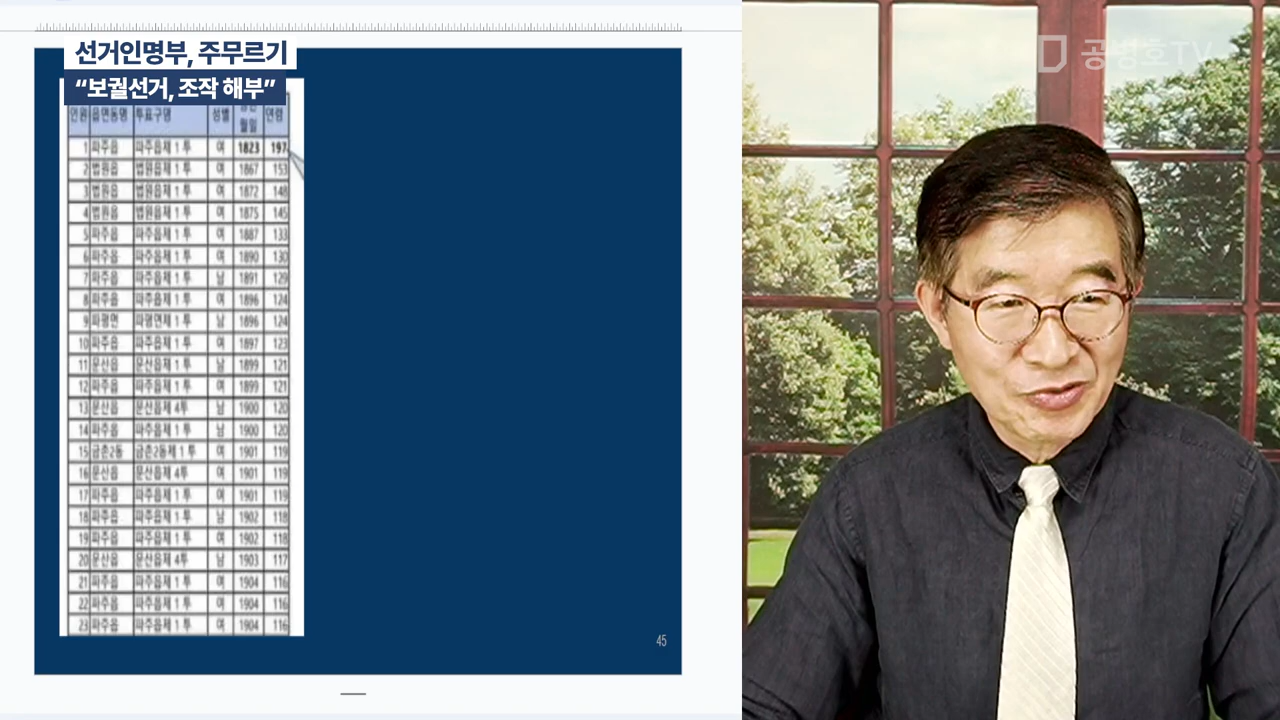 선거인명부, 주무르기
“보궐선거, 조작 해부”
공병호TV
인원 읍면동명 투표구명 성별 월일 연령
1 파주읍 파주읍제 1 투 여 1823 197
2 법원읍 법원읍제 1 투 여 1867 153
3 법원읍 법원읍제 1 투 여 1872 148
4 법원읍 법원읍제 1 투 여 1875 145
5 파주읍 파주읍제 1 투 여 1887 133
6 파주읍 파주읍제 1 투 여 1890 130
7 파주읍 파주읍제 1 투 남 1891 129
8 파주읍 파주읍제 1 투 여 1896 124
9 파평면 파평면제 1 투 남 1896 124
10 파주읍 파주읍제 1 투 여 1897 123
11 문산읍 문산읍제 1 투 남 1899 121
12 파주읍 파주읍제 1 투 여 1899 121
13 문산읍 문산읍제 4투 남 1900 120
14 파주읍 파주읍제 1 투 남 1900 120
15 금촌2동 금촌2동제 1 투 여 1901 119
16 문산읍 문산읍제 4투 여 1901 119
17 파주읍 파주읍제 1 투 여 1901 119
18 파주읍 파주읍제 1 투 남 1902 118
19 파주읍 파주읍제 1 투 여 1902 118
20 문산읍 문산읍제 4투 남 1903 117
21 파주읍 파주읍제 1 투 여 1904 116
22 파주읍 파주읍제 1 투 여 1904 116
23 파주읍 파주읍제 1 투 여 1904 116
45